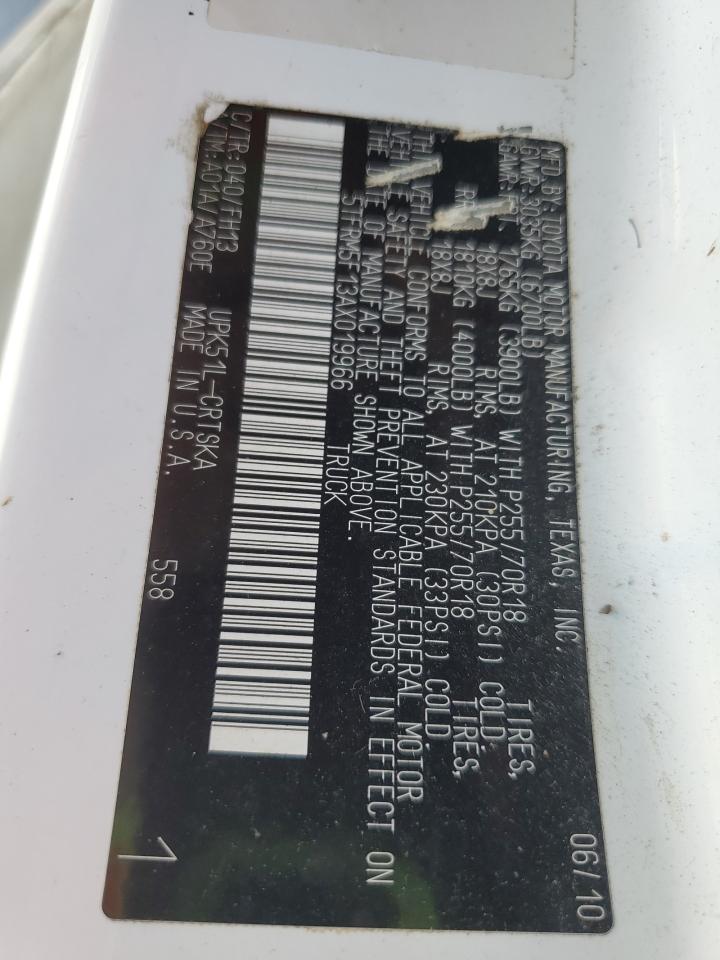 MFD BY: TOYOTA MOTOR MANUFACTURING, TEXAS, INC. 06/10
GVWR: 3035KG (6700LB)
GAWR: 1765KG (3900LB) WITH P255//70R18 TIRES,
18X8J RIMS, AT 210KPA (30PSI) COLD
1810KG (4000LB) WITH P255//70R18 TIRES,
18X8J RIMS, AT 230KPA (33PSI) COLD
VEHICLE CONFORMS TO ALL APPLICABLE FEDERAL MOTOR
VEHICLE SAFETY AND THEFT PREVENTION STANDARDS IN EFFECT ON
THE DATE OF MANUFACTURE SHOWN ABOVE.
5TFRM5F13AX019966 TRUCK
C/TR: 040/FH13 UPK51L-CRTSKA
A/TM: A01A/A760E MADE IN U.S.A. 558 1